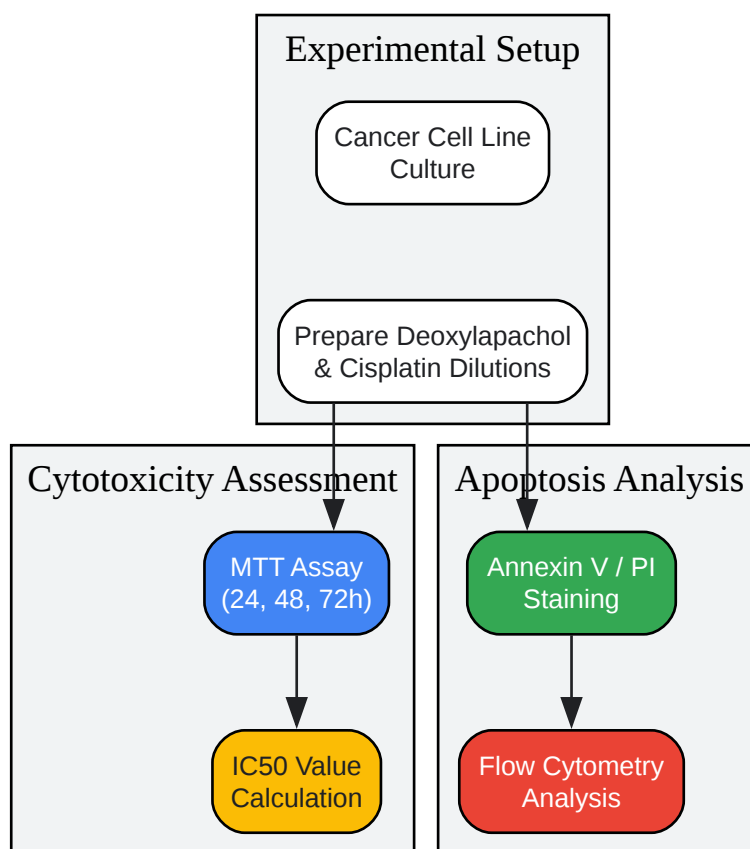 Experimental Setup
Cancer Cell Line
Culture
Prepare Deoxylapachol
& Cisplatin Dilutions
Cytotoxicity Assessment
MTT Assay
(24, 48, 72h)
IC50 Value
Calculation
Apoptosis Analysis
Annexin V / PI
Staining
Flow Cytometry
Analysis